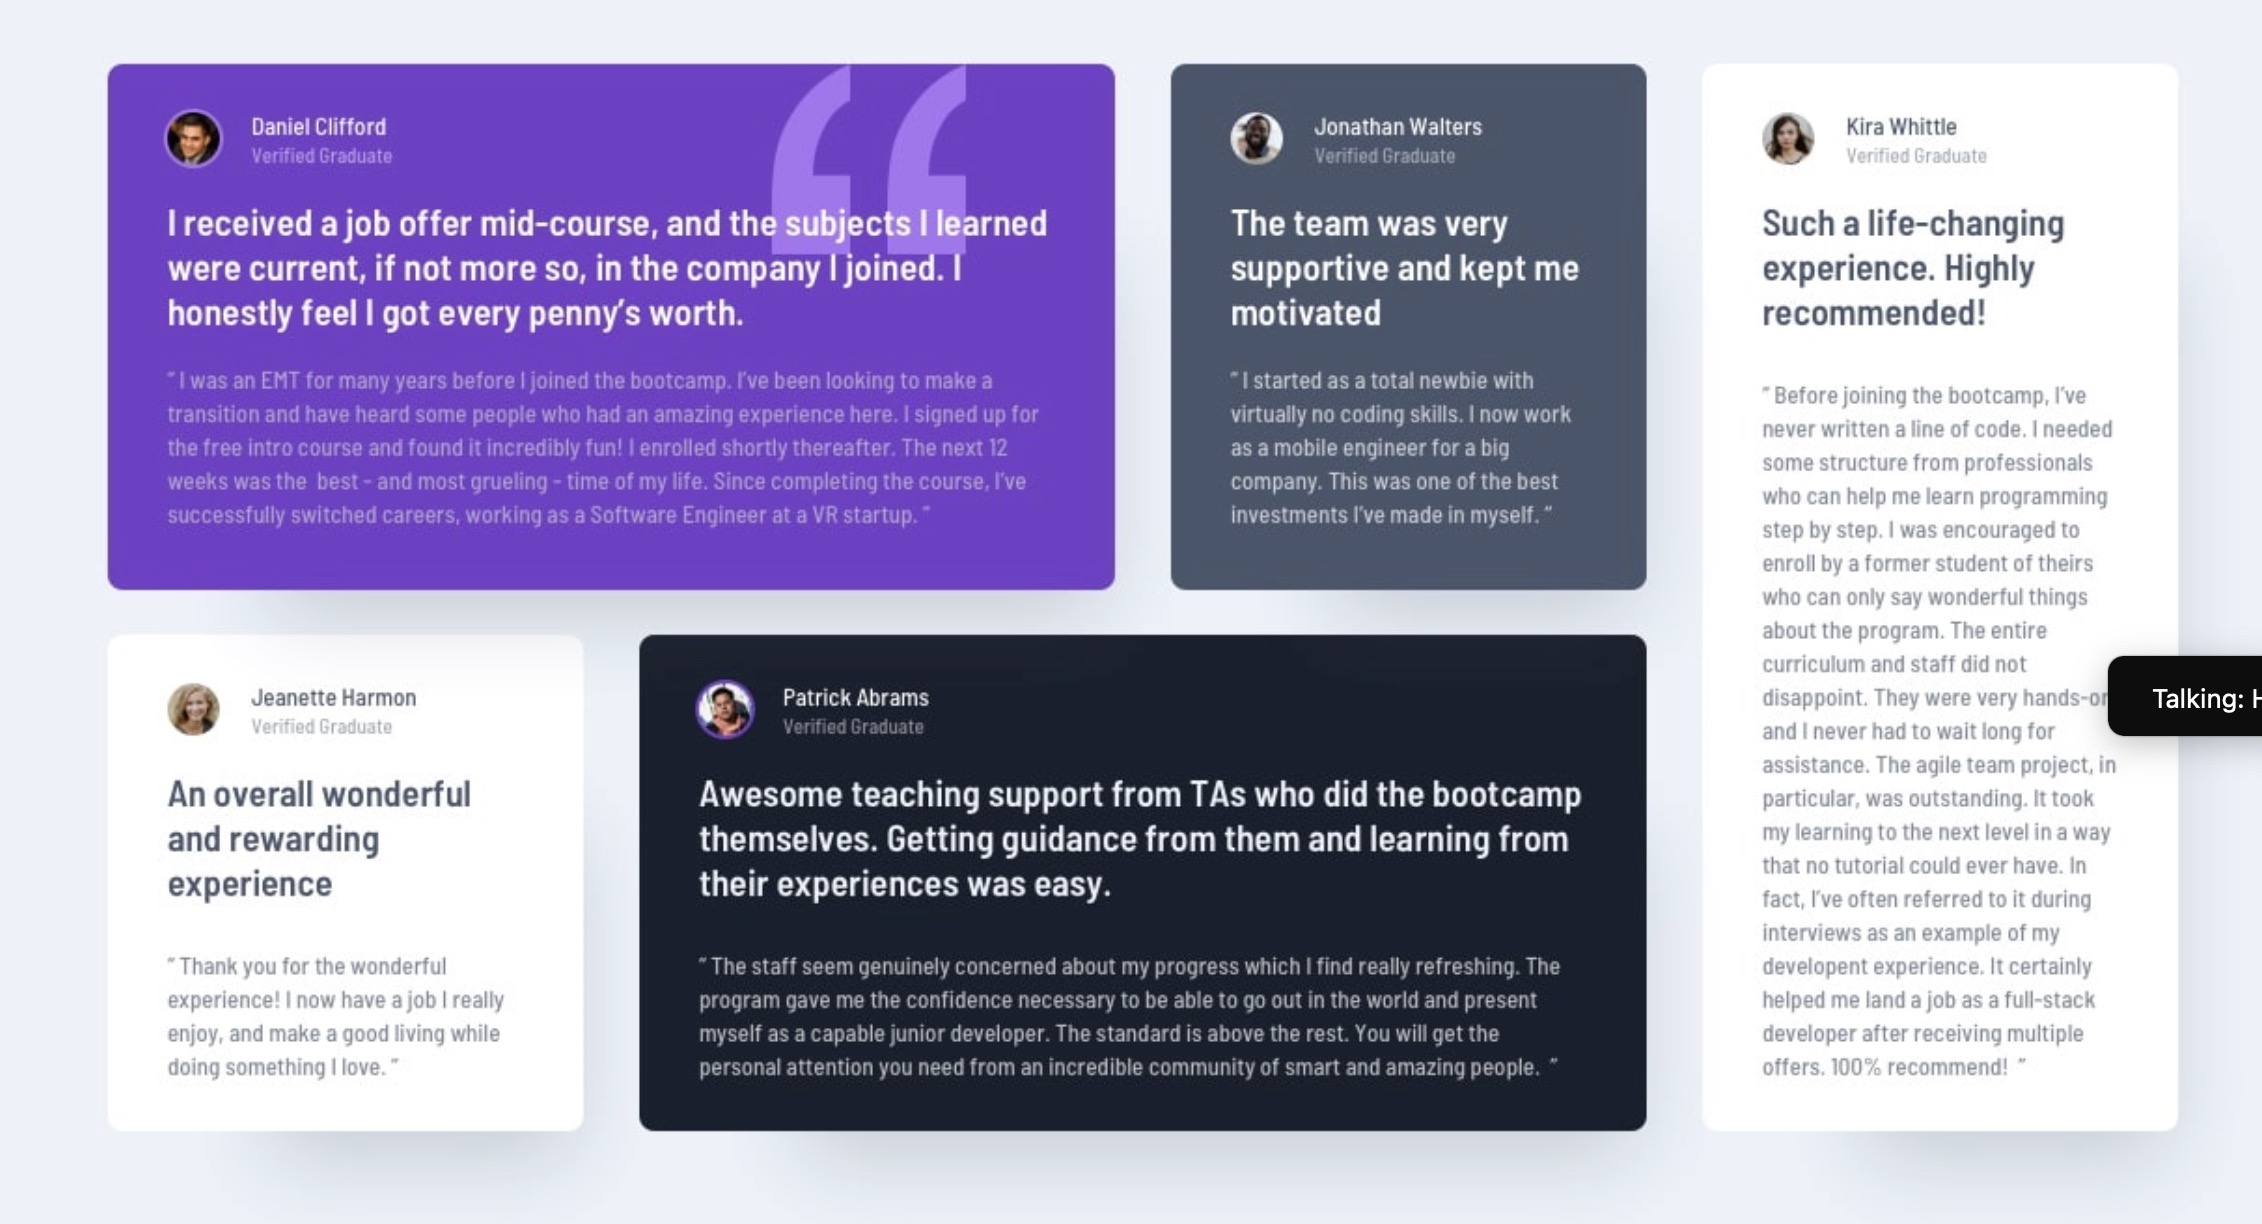 Daniel Clifford
Verified Graduate
I received a job offer mid-course, and the subjects I learned
were current, if not more so, in the company I joined. I
honestly feel I got every penny’s worth.
“ I was an EMT for many years before I joined the bootcamp. I’ve been looking to make a
transition and have heard some people who had an amazing experience here. I signed up for
the free intro course and found it incredibly fun! I enrolled shortly thereafter. The next 12
weeks was the  best - and most grueling - time of my life. Since completing the course, I’ve
successfully switched careers, working as a Software Engineer at a VR startup. ”
Jonathan Walters
Verified Graduate
The team was very
supportive and kept me
motivated
“ I started as a total newbie with
virtually no coding skills. I now work
as a mobile engineer for a big
company. This was one of the best
investments I’ve made in myself. ”
Kira Whittle
Verified Graduate
Such a life-changing
experience. Highly
recommended!
“ Before joining the bootcamp, I’ve
never written a line of code. I needed
some structure from professionals
who can help me learn programming
step by step. I was encouraged to
enroll by a former student of theirs
who can only say wonderful things
about the program. The entire
curriculum and staff did not
disappoint. They were very
and I never had to wait long for
assistance. The agile team project, in
particular, was outstanding. It took
my learning to the next level in a way
that no tutorial could ever have. In
fact, I’ve often referred to it during
interviews as an example of my
developent experience. It certainly
helped me land a job as a full-stack
developer after receiving multiple
offers. 100% recommend!  ”
Talking:
Jeanette Harmon
Verified Graduate
An overall wonderful
and rewarding
experience
“ Thank you for the wonderful
experience! I now have a job I really
enjoy, and make a good living while
doing something I love. ”
Patrick Abrams
Verified Graduate
Awesome teaching support from TAs who did the bootcamp
themselves. Getting guidance from them and learning from
their experiences was easy.
“ The staff seem genuinely concerned about my progress which I find really refreshing. The
program gave me the confidence necessary to be able to go out in the world and present
myself as a capable junior developer. The standard is above the rest. You will get the
personal attention you need from an incredible community of smart and amazing people.  ”